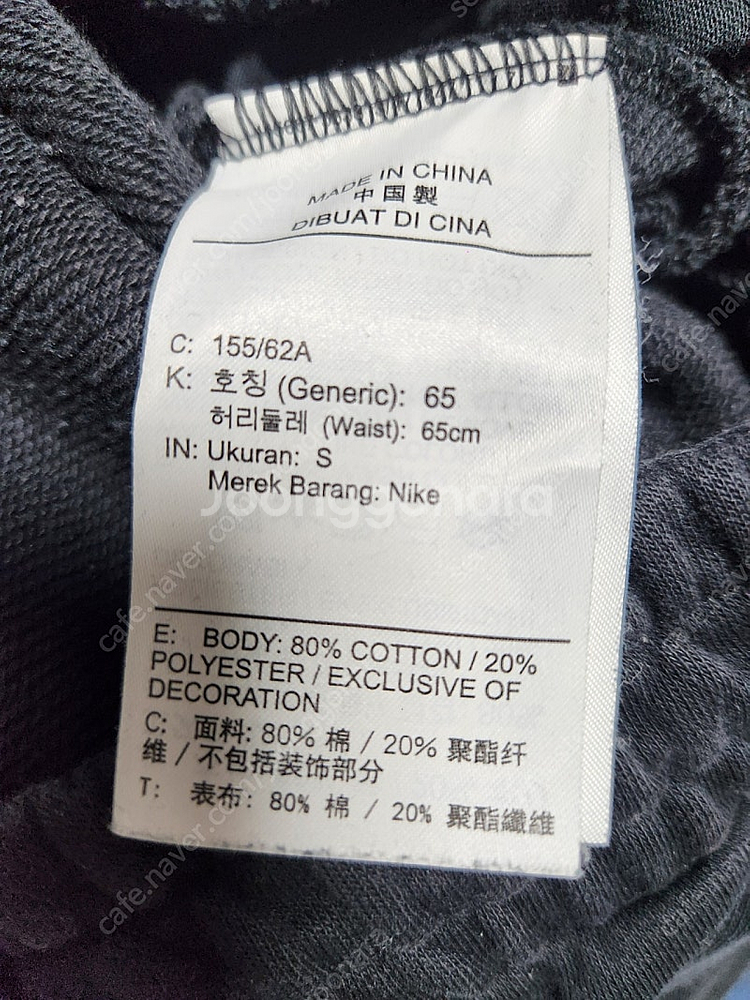 MADE IN CHINA
中国製
DIBUAT DI CINA
C: 155/62A
K: 호칭 (Generic): 65
허리둘레 (Waist): 65cm
IN: Ukuran: S
Merek Barang: Nike
Joonggonara
E: BODY: 80% COTTON / 20%
POLYESTER / EXCLUSIVE OF
DECORATION
C: 面料: 80% 棉 / 20% 聚酯纤
维 / 不包括装饰部分
T: 表布: 80% 棉 / 20% 聚酯纖維